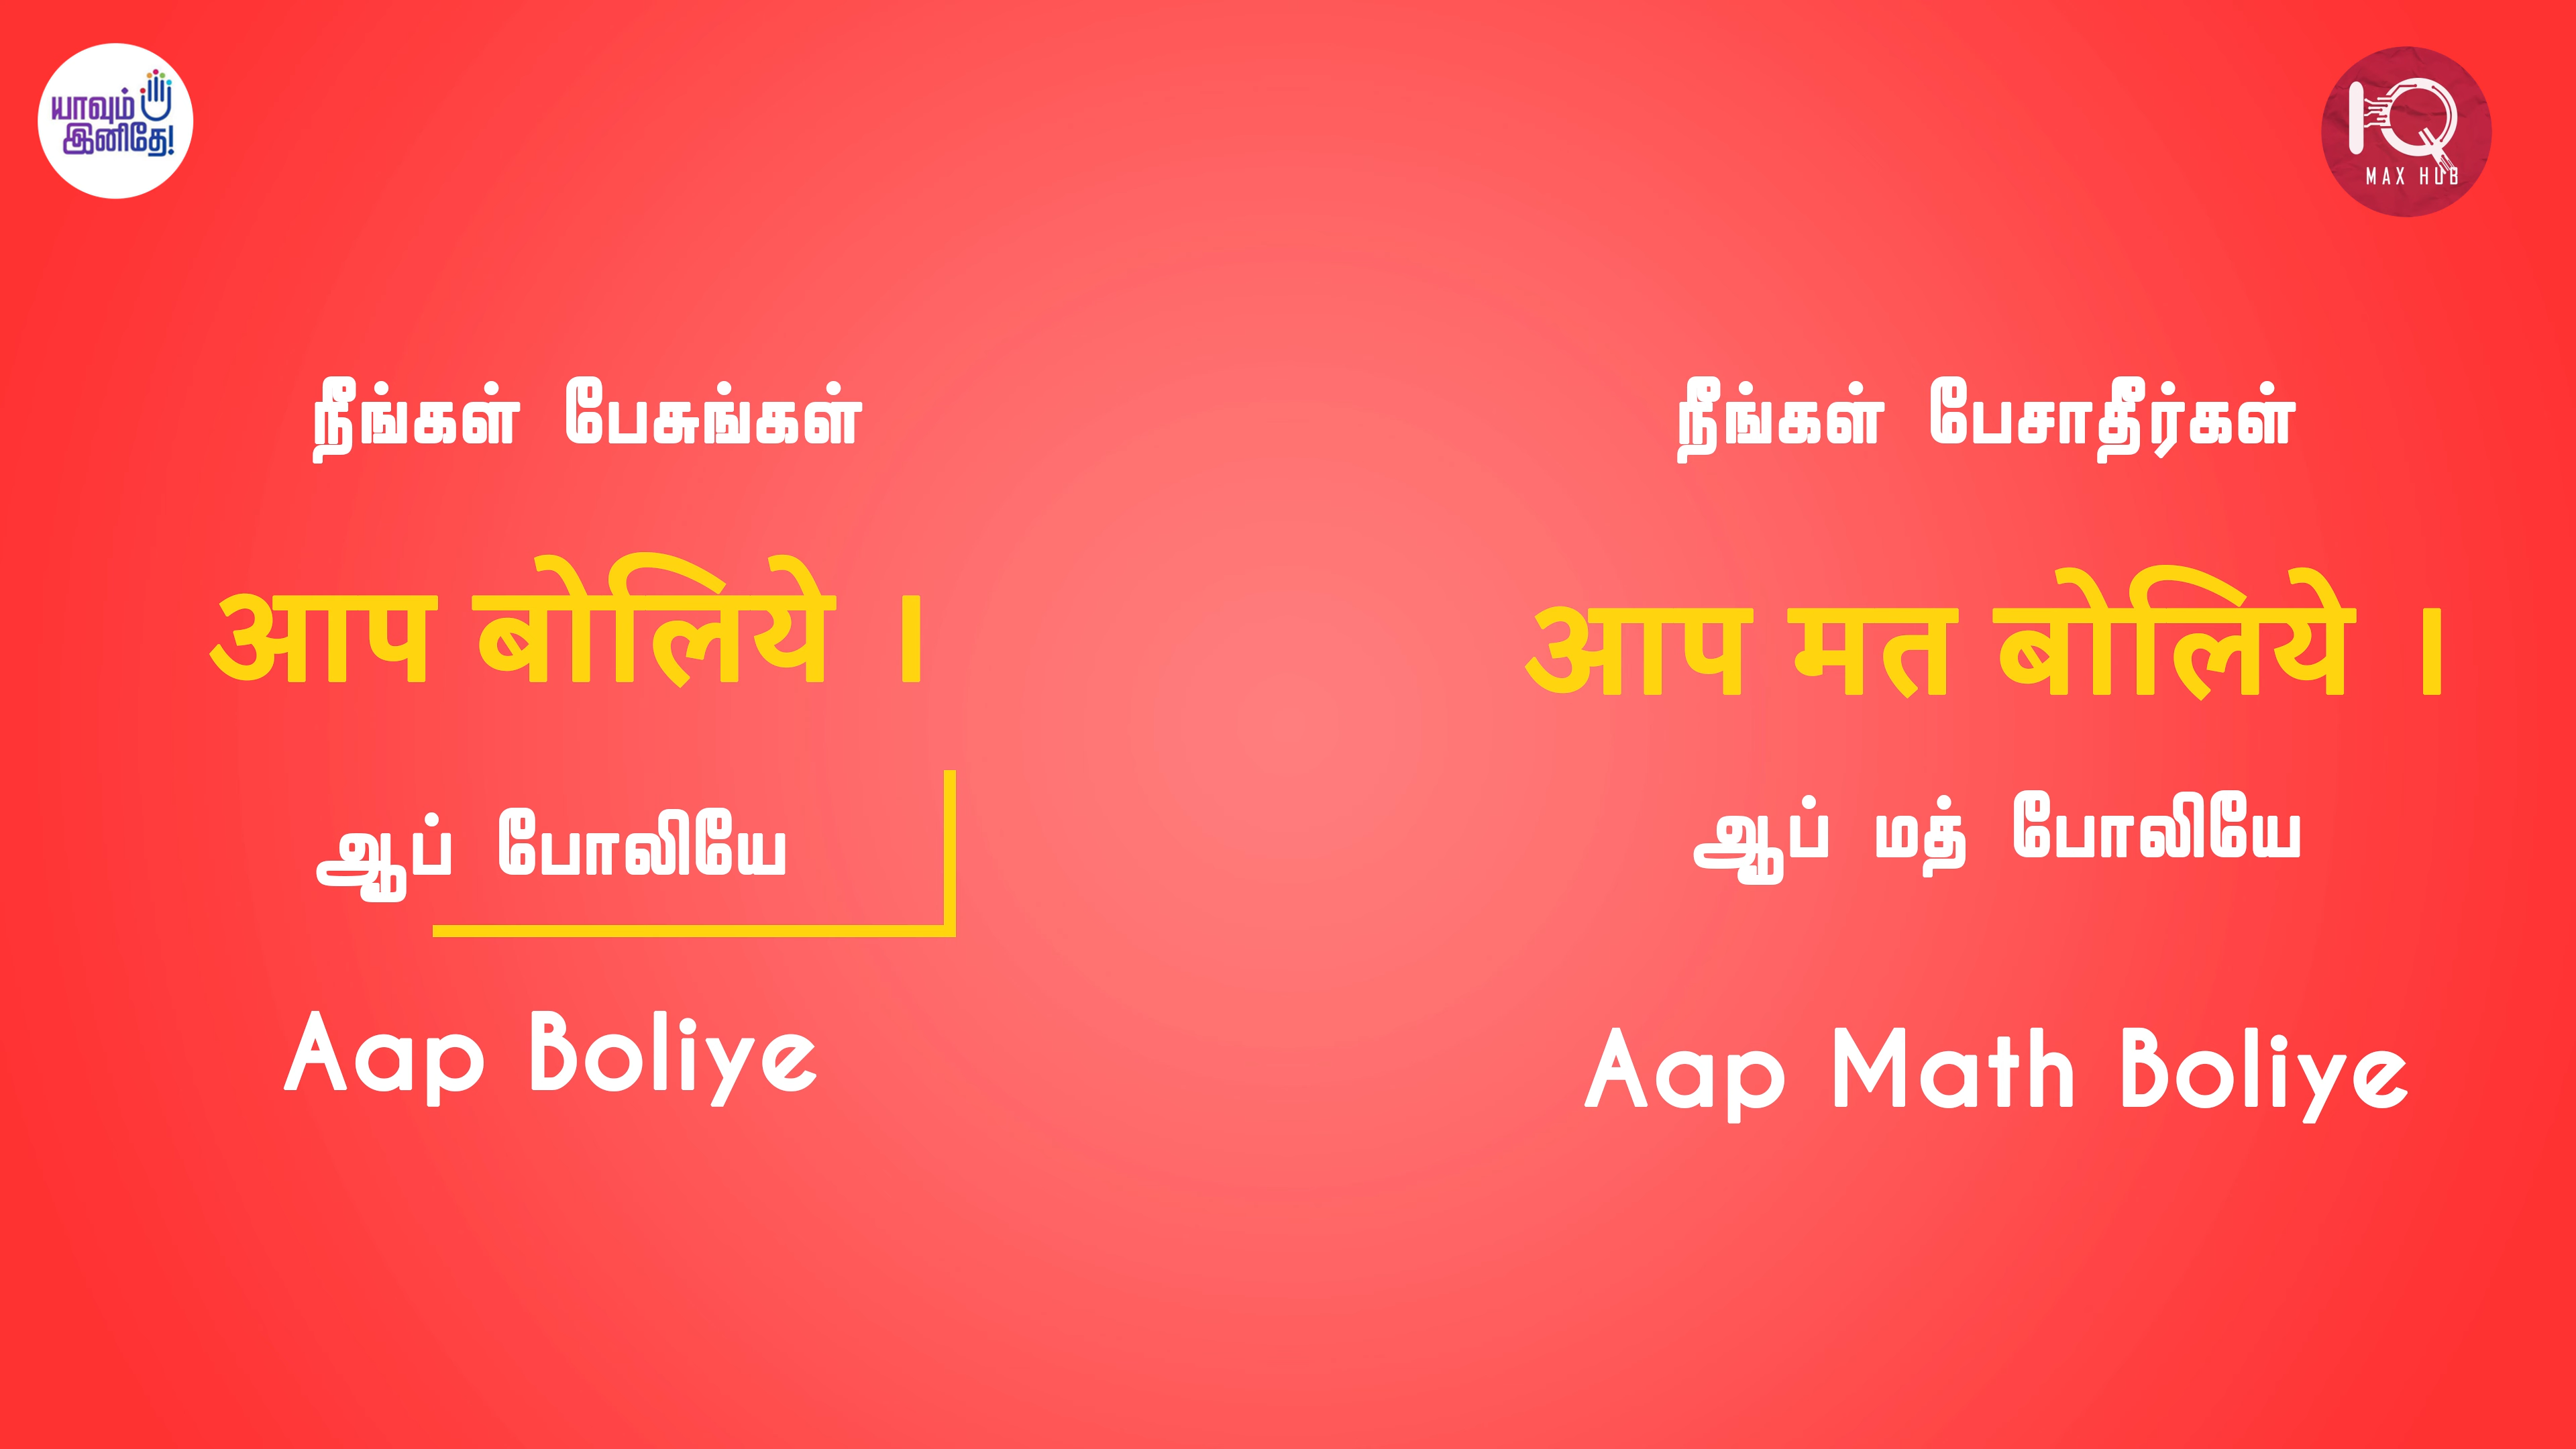 யாவும்
இனிதே!
IQ
MAX HUB
நீங்கள் பேசுங்கள்
आप बोलिये ।
ஆப் போலியே
Aap Boliye
நீங்கள் பேசாதீர்கள்
आप मत बोलिये ।
ஆப் மத் போலியே
Aap Math Boliye